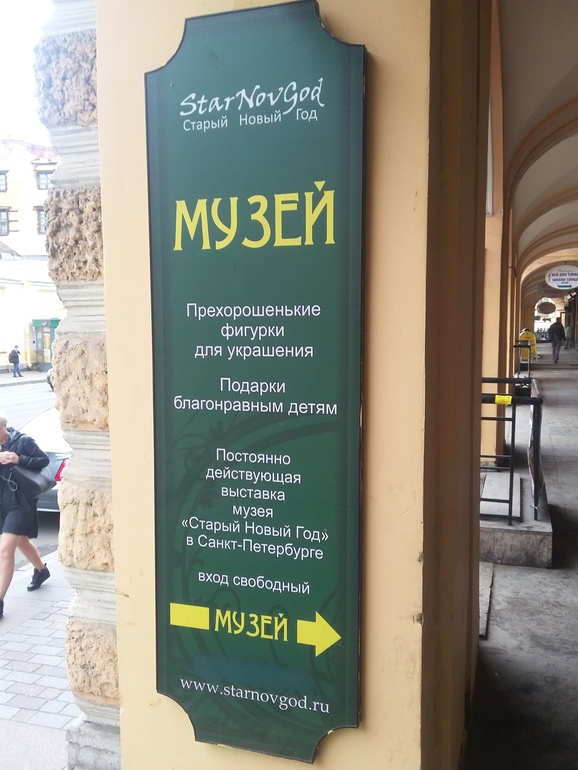 StarNovGod
Старый Новый Год
МУЗЕЙ
Прехорошенькие
фигурки
для украшения
Подарки
благонравным детям
Постоянно
действующая
выставка
музея
«Старый Новый Год»
в Санкт-Петербурге
вход свободный
МУЗЕЙ
www.starnovgod.ru